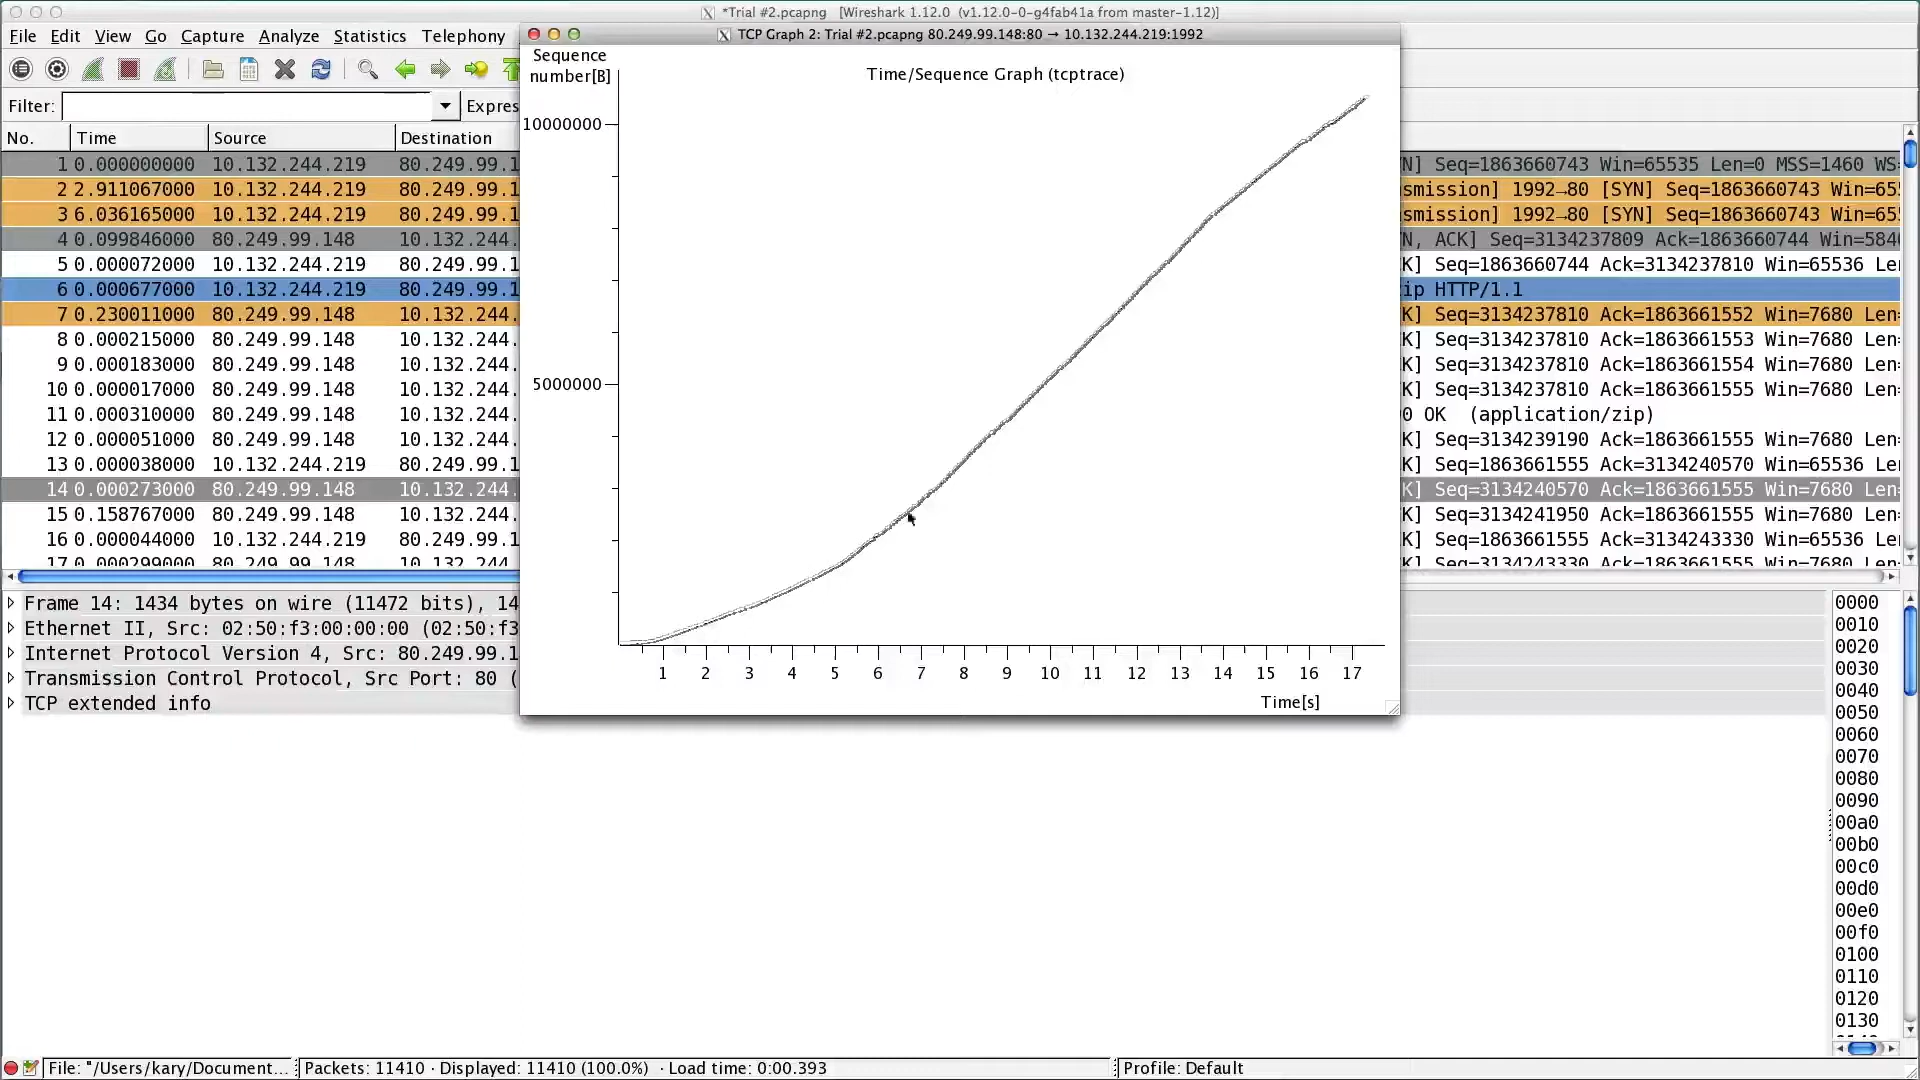 *Trial #2.pcapng [Wireshark 1.12.0 (v1.12.0-0-g4fab41a from master-1.12)]
File Edit View Go Capture Analyze Statistics Telephony
TCP Graph 2: Trial #2.pcapng 80.249.99.148:80 → 10.132.244.219:1992
Filter: Expres
No. Time Source Destination
1 0.000000000 10.132.244.219 80.249.99.1 N] Seq=1863660743 Win=65535 Len=0 MSS=1460 WS=
2 2.911067000 10.132.244.219 80.249.99.1 smission] 1992→80 [SYN] Seq=1863660743 Win=65
3 6.036165000 10.132.244.219 80.249.99.1 smission] 1992→80 [SYN] Seq=1863660743 Win=65
4 0.099846000 80.249.99.148 10.132.244. N, ACK] Seq=3134237809 Ack=1863660744 Win=584
5 0.000072000 10.132.244.219 80.249.99.1 K] Seq=1863660744 Ack=3134237810 Win=65536 Le
6 0.000677000 10.132.244.219 80.249.99.1 ip HTTP/1.1
7 0.230011000 80.249.99.148 10.132.244. K] Seq=3134237810 Ack=1863661552 Win=7680 Len
8 0.000215000 80.249.99.148 10.132.244. K] Seq=3134237810 Ack=1863661553 Win=7680 Len
9 0.000183000 80.249.99.148 10.132.244. K] Seq=3134237810 Ack=1863661554 Win=7680 Len
10 0.000017000 80.249.99.148 10.132.244. K] Seq=3134237810 Ack=1863661555 Win=7680 Len
11 0.000310000 80.249.99.148 10.132.244. 0 OK (application/zip)
12 0.000051000 80.249.99.148 10.132.244. K] Seq=3134239190 Ack=1863661555 Win=7680 Len
13 0.000038000 10.132.244.219 80.249.99.1 K] Seq=1863661555 Ack=3134240570 Win=65536 Le
14 0.000273000 80.249.99.148 10.132.244. K] Seq=3134240570 Ack=1863661555 Win=7680 Len
15 0.158767000 80.249.99.148 10.132.244. K] Seq=3134241950 Ack=1863661555 Win=7680 Len
16 0.000044000 10.132.244.219 80.249.99.1 K] Seq=1863661555 Ack=3134243330 Win=65536 Le
17 0.000299000 80.249.99.148 10.132.244 K] Seq=3134243330 Ack=1863661555 Win=7680 Len
Sequence
number[B]
Time/Sequence Graph (tcptrace)
10000000
5000000
1 2 3 4 5 6 7 8 9 10 11 12 13 14 15 16 17
Time[s]
Frame 14: 1434 bytes on wire (11472 bits), 14
Ethernet II, Src: 02:50:f3:00:00:00 (02:50:f3
Internet Protocol Version 4, Src: 80.249.99.1
Transmission Control Protocol, Src Port: 80 (
TCP extended info
0000
0010
0020
0030
0040
0050
0060
0070
0080
0090
00a0
00b0
00c0
00d0
00e0
00f0
0100
0110
0120
0130
File: "/Users/kary/Document... Packets: 11410 · Displayed: 11410 (100.0%) · Load time: 0:00.393 Profile: Default